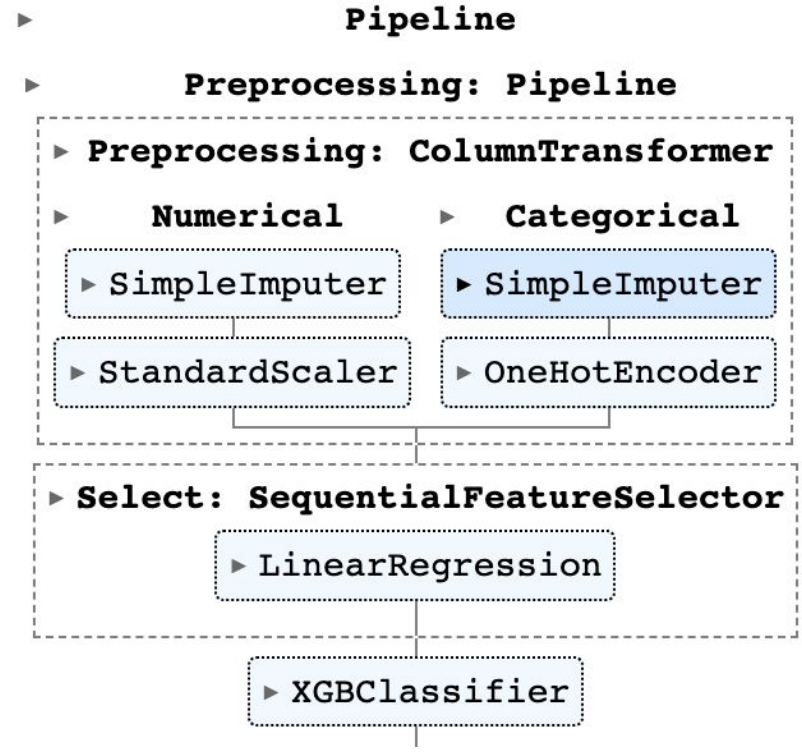 Pipeline
Preprocessing: Pipeline
Preprocessing: ColumnTransformer
Numerical
Categorical
SimpleImputer
SimpleImputer
StandardScaler
OneHotEncoder
Select: SequentialFeatureSelector
LinearRegression
XGBClassifier